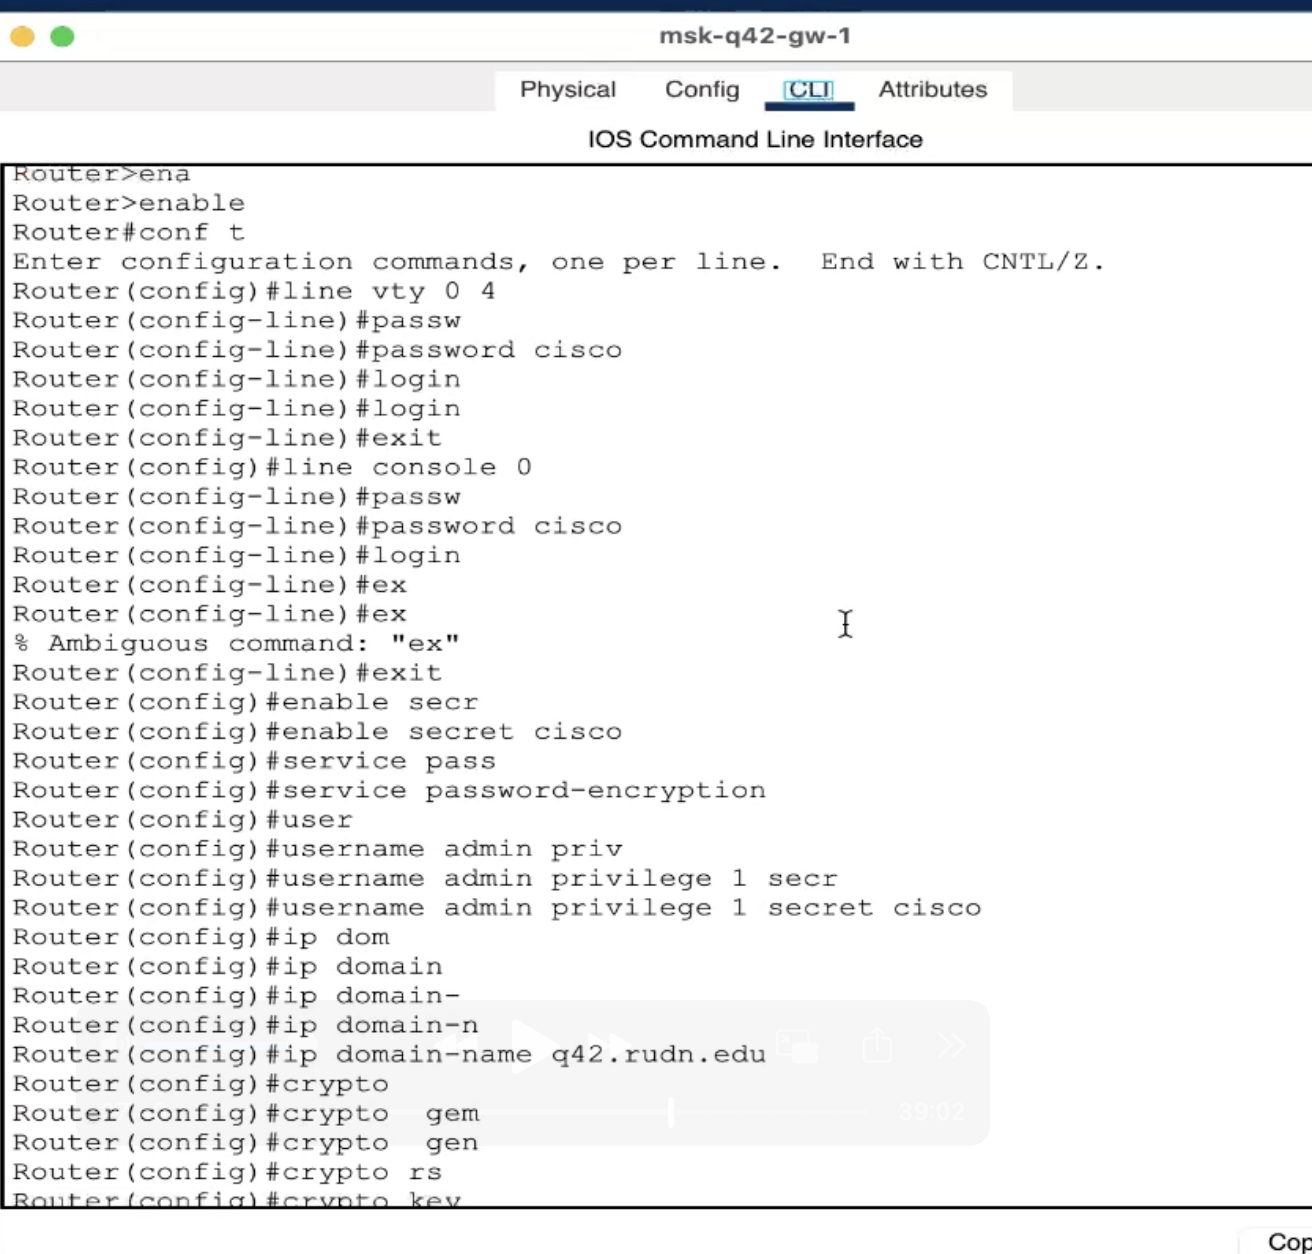 msk-q42-gw-1
Physical Config CLI Attributes
IOS Command Line Interface
Router>ena
Router>enable
Router#conf t
Enter configuration commands, one per line.  End with CNTL/Z.
Router(config)#line vty 0 4
Router(config-line)#passw
Router(config-line)#password cisco
Router(config-line)#login
Router(config-line)#login
Router(config-line)#exit
Router(config)#line console 0
Router(config-line)#passw
Router(config-line)#password cisco
Router(config-line)#login
Router(config-line)#ex
Router(config-line)#ex
% Ambiguous command: "ex"
Router(config-line)#exit
Router(config)#enable secr
Router(config)#enable secret cisco
Router(config)#service pass
Router(config)#service password-encryption
Router(config)#user
Router(config)#username admin priv
Router(config)#username admin privilege 1 secr
Router(config)#username admin privilege 1 secret cisco
Router(config)#ip dom
Router(config)#ip domain
Router(config)#ip domain-
Router(config)#ip domain-n
Router(config)#ip domain-name q42.rudn.edu
Router(config)#crypto
Router(config)#crypto  gem
39:02
Router(config)#crypto  gen
Router(config)#crypto rs
Router(config)#crypto key
Cop